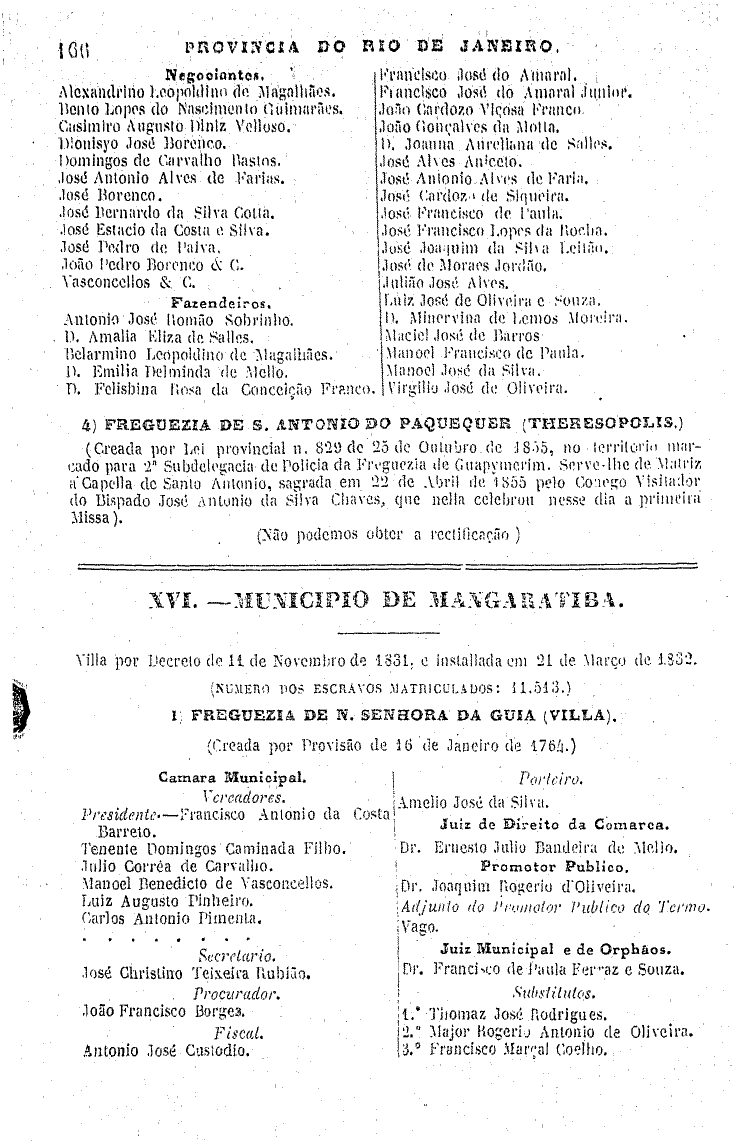 166 PROVINCIA DO RIO DE JANEIRO.
Negociantes.
Alexandrino Leopoldino de Magalhães.
Bento Lopes do Nascimento Guimarães.
Casimiro Augusto Diniz Velloso.
Dionisyo José Borenco.
Domingos de Carvalho Bastos.
José Antonio Alves de Farias.
José Borenco.
José Bernardo da Silva Cotta.
José Estacio da Costa e Silva.
José Pedro de Paiva.
João Pedro Borenco & C.
Vasconcellos & C.
Fazendeiros.
Antonio José Romão Sobrinho.
D. Amalia Eliza de Salles.
Belarmino Leopoldino de Magalhães.
D. Emilia Delminda de Mello.
D. Felisbina Rosa da Conceição Franco.
Francisco José do Amaral.
Francisco José do Amaral Junior.
João Cardozo Viçosa Franco.
João Gonçalves da Motta.
D. Joanna Aureliana de Salles.
José Alves Aniceto.
José Antonio Alves de Faria.
José Cardozo de Siqueira.
José Francisco de Paula.
José Francisco Lopes da Rocha.
José Joaquim da Silva Leitão.
José de Moraes Jordão.
Julião José Alves.
Luiz José de Oliveira e Souza.
D. Minervina de Lemos Moreira.
Maciel José de Barros
Manoel Francisco de Paula.
Manoel José da Silva.
Virgilio José de Oliveira.
4) FREGUEZIA DE S. ANTONIO DO PAQUEQUER (THERESOPOLIS.)
(Creada por Lei provincial n. 829 de 25 de Outubro de 1855, no territorio mar-
cado para 2ª Subdelegacia de Policia da Freguezia de Guapymerim. Serve-lhe de Matriz
a Capella de Santo Antonio, sagrada em 22 de Abril de 1855 pelo Conego Visitador
do Bispado José Antonio da Silva Chaves, que nella celebrou nesse dia a primeira
Missa).
(Não podemos obter a rectificação)
XVI. —MUNICIPIO DE MANGARATIBA.
Villa por Decreto de 11 de Novembro de 1831, e installada em 21 de Março de 1832.
(NUMERO DOS ESCRAVOS MATRICULADOS: 11.513.)
1) FREGUEZIA DE N. SENHORA DA GUIA (VILLA).
(Creada por Provisão de 16 de Janeiro de 1764.)
Camara Municipal.
Vereadores.
Presidente.—Francisco Antonio da Costa
Barreto.
Tenente Domingos Caminada Filho.
Julio Corrêa de Carvalho.
Manoel Benedicto de Vasconcellos.
Luiz Augusto Pinheiro.
Carlos Antonio Pimenta.
. . . . . . . .
Secretario.
José Christino Teixeira Rubião.
Procurador.
João Francisco Borges.
Fiscal.
Antonio José Custodio.
Porteiro.
Amelio José da Silva.
Juiz de Direito da Comarca.
Dr. Ernesto Julio Bandeira de Mello.
Promotor Publico.
Dr. Joaquim Rogerio d'Oliveira.
Adjunto do Promotor Publico do Termo.
Vago.
Juiz Municipal e de Orphãos.
Dr. Francisco de Paula Ferraz e Souza.
Substitutos.
1.º Thomaz José Rodrigues.
2.º Major Rogerio Antonio de Oliveira.
3.º Francisco Marçal Coelho.